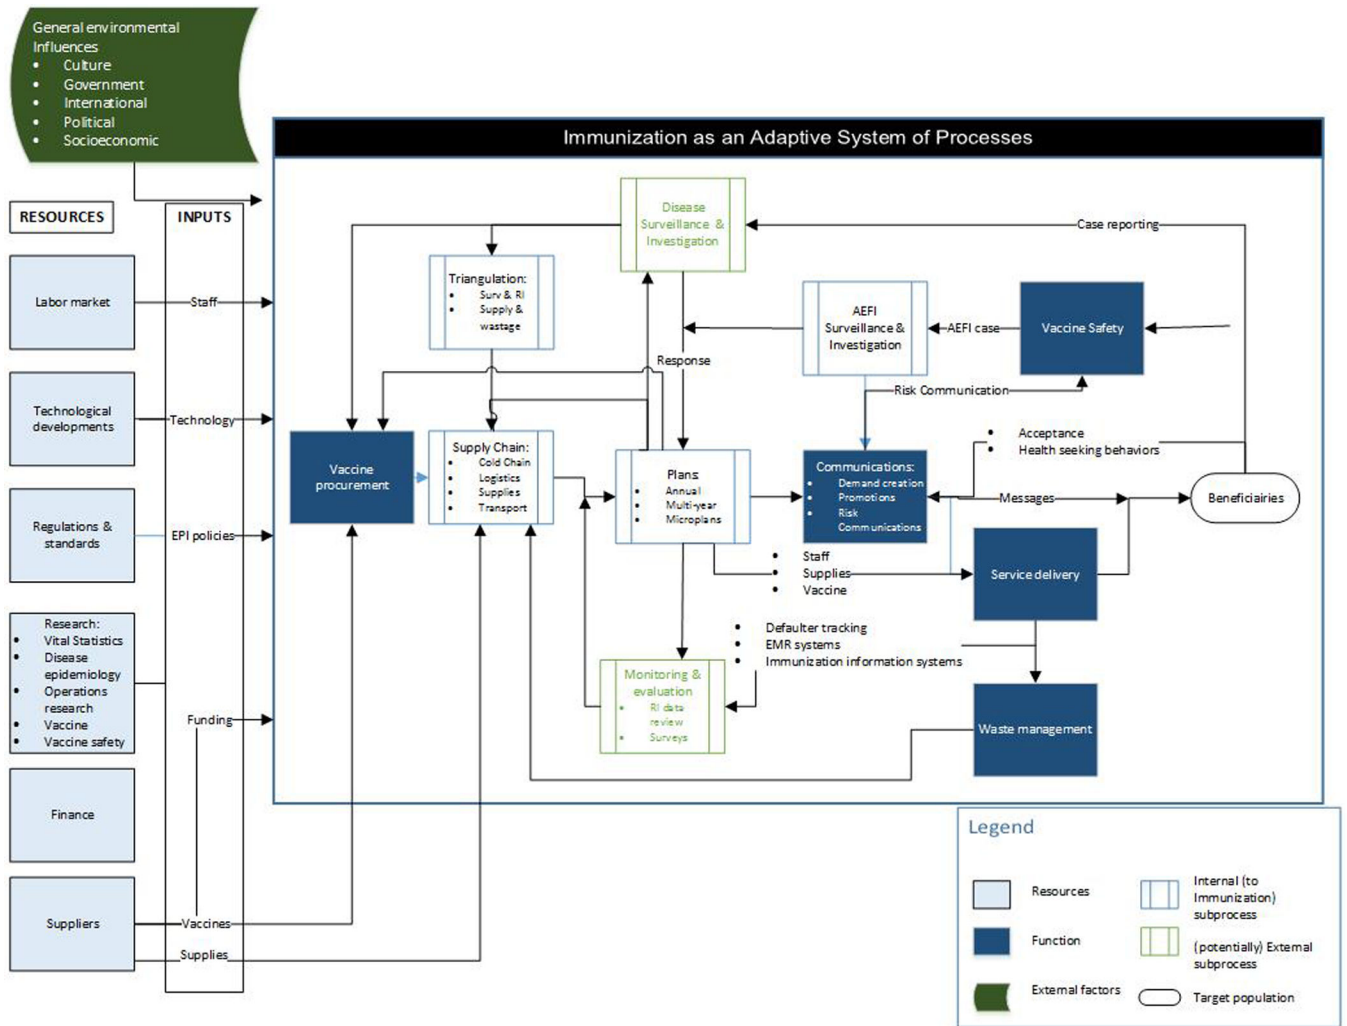 General environmental
Influences
• Culture
• Government
• International
• Political
• Socioeconomic
Immunization as an Adaptive System of Processes
RESOURCES
INPUTS
Labor market
Staff
Technological
developments
Technology
Regulations &
standards
EPI policies
Research:
• Vital Statistics
• Disease
epidemiology
• Operations
research
• Vaccine
• Vaccine safety
Funding
Finance
Suppliers
Vaccines
Supplies
Disease
Surveillance &
Investigation
Case reporting
Triangulation:
• Surv & RI
• Supply &
wastage
AEFI
Surveillance &
Investigation
AEFI case
Vaccine Safety
Response
Risk Communication
Vaccine
procurement
Supply Chain:
• Cold Chain
• Logistics
• Supplies
• Transport
Plans:
• Annual
• Multi-year
• Microplans
Communications:
• Demand creation
• Promotions
• Risk
Communications
• Acceptance
• Health seeking behaviors
Messages
Beneficiairies
• Staff
• Supplies
• Vaccine
Service delivery
• Defaulter tracking
• EMR systems
• Immunization information systems
Monitoring &
evaluation
• RI data
review
• Surveys
Waste management
Legend
Resources
Internal (to
Immunization)
subprocess
Function
(potentially) External
subprocess
External factors
Target population